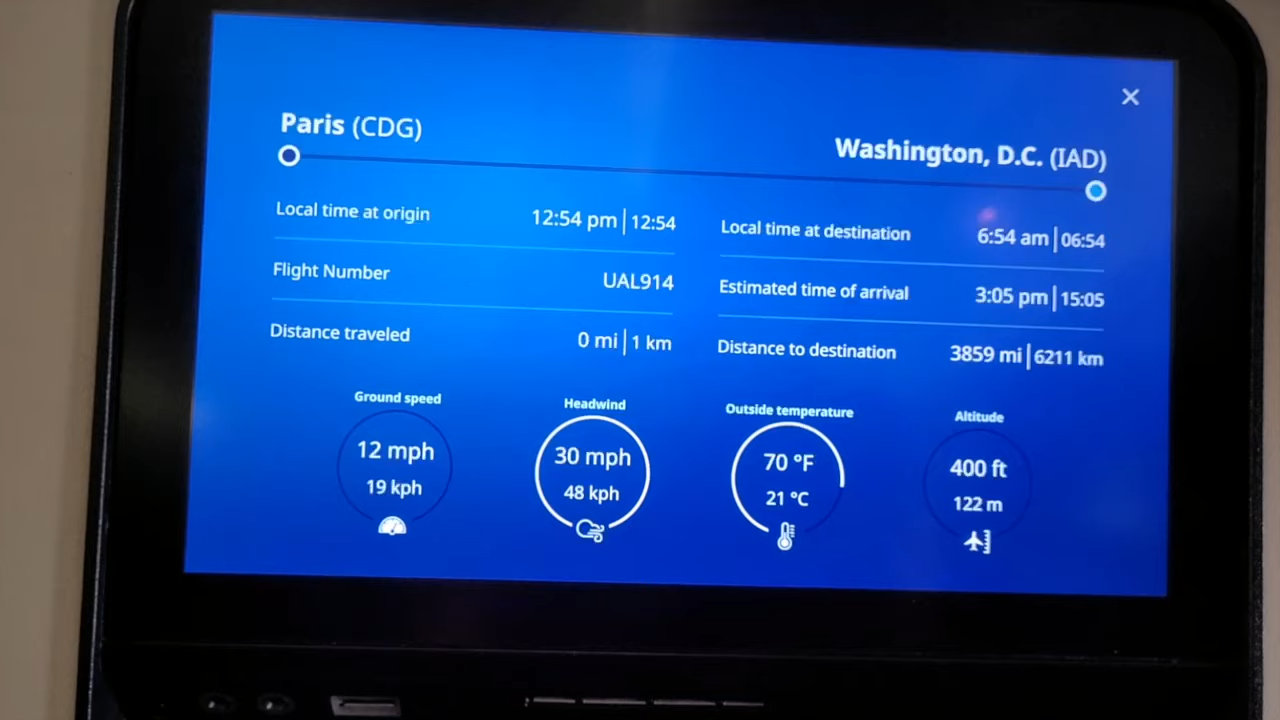 ×
Paris (CDG)
Washington, D.C. (IAD)
Local time at origin 12:54 pm|12:54
Local time at destination 6:54 am|06:54
Flight Number UAL914
Estimated time of arrival 3:05 pm|15:05
Distance traveled 0 mi|1 km
Distance to destination 3859 mi|6211 km
Ground speed
12 mph
19 kph
Headwind
30 mph
48 kph
Outside temperature
70 °F
21 °C
Altitude
400 ft
122 m